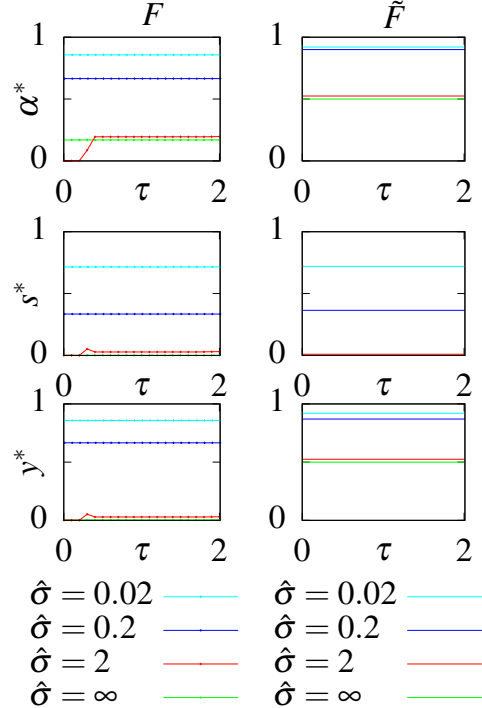 F F̃
1 1
α*
0 0
0 τ 2 0 τ 2
1 1
s*
0 0
0 τ 2 0 τ 2
1 1
y*
0 0
0 τ 2 0 τ 2
σ̂ = 0.02 σ̂ = 0.02
σ̂ = 0.2 σ̂ = 0.2
σ̂ = 2 σ̂ = 2
σ̂ = ∞ σ̂ = ∞